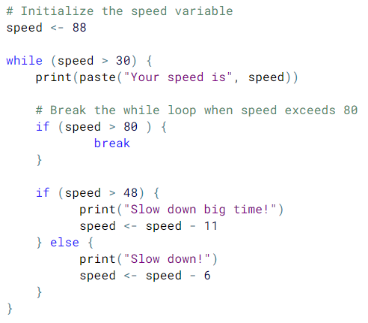 # Initialize the speed variable
speed <- 88
while (speed > 30) {
print(paste("Your speed is", speed))
# Break the while loop when speed exceeds 80
if (speed > 80 ) {
break
}
if (speed > 48) {
print("Slow down big time!")
speed <- speed - 11
} else {
print("Slow down!")
speed <- speed - 6
}
}